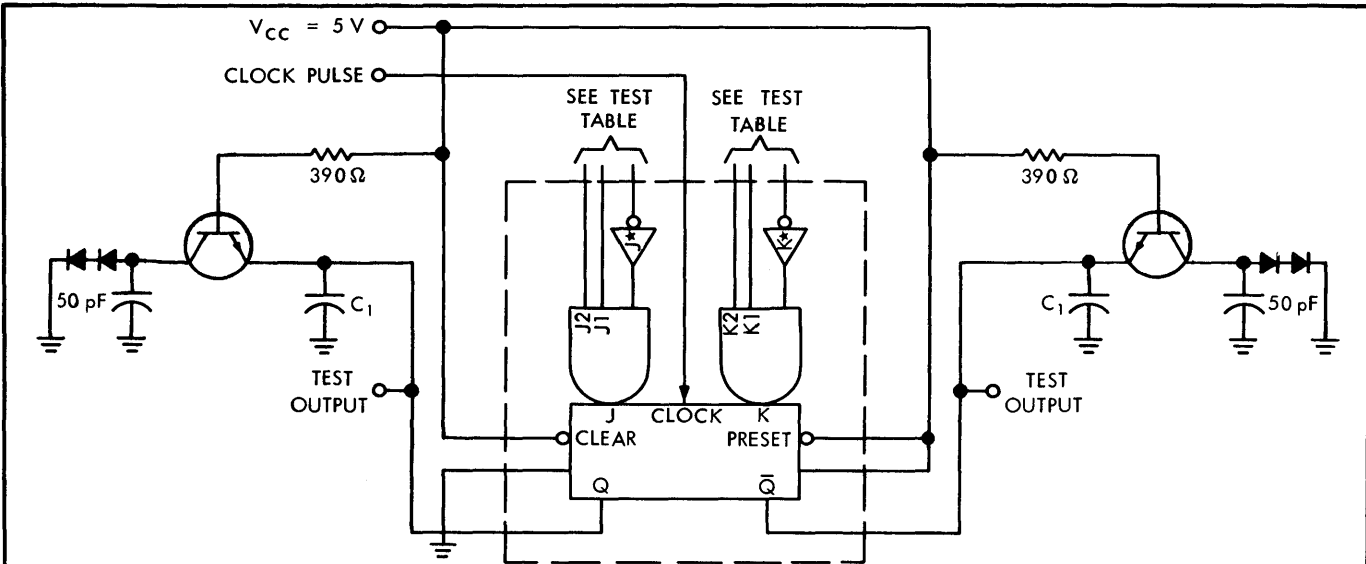 V_CC = 5 V
CLOCK PULSE
SEE TEST
TABLE
SEE TEST
TABLE
390 Ω
390 Ω
J*
K*
50 pF
C₁
J2
J1
K2
K1
C₁
50 pF
TEST
OUTPUT
TEST
OUTPUT
J
CLOCK
K
CLEAR
PRESET
Q
Q̅